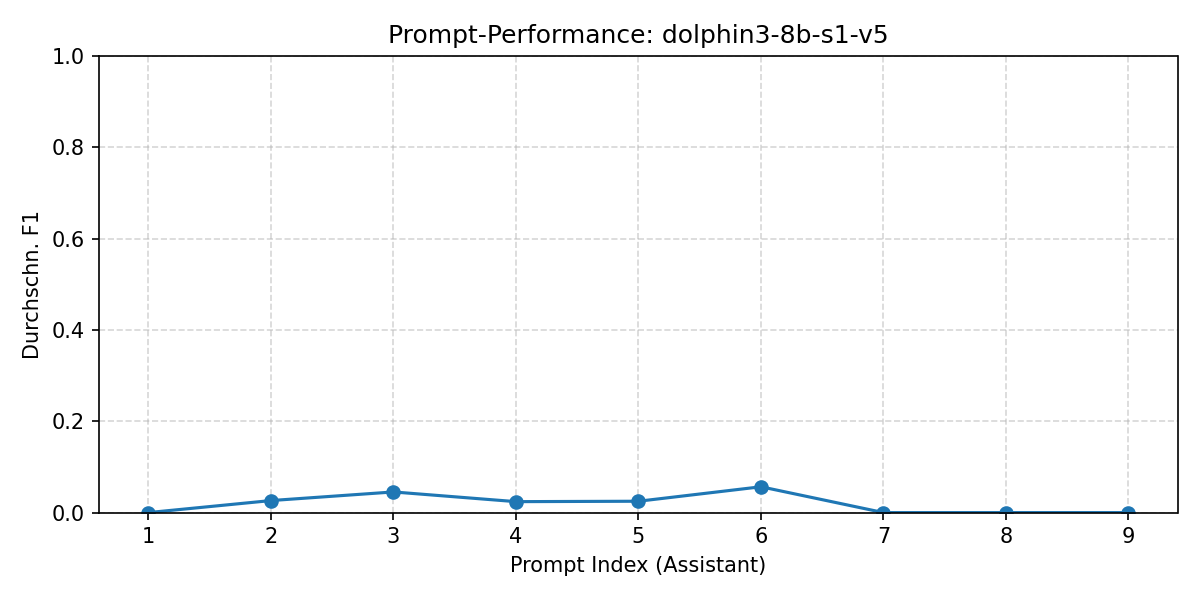 Prompt-Performance: dolphin3-8b-s1-v5
1.0
0.8
0.6
0.4
0.2
0.0
Durchschn. F1
1 2 3 4 5 6 7 8 9
Prompt Index (Assistant)